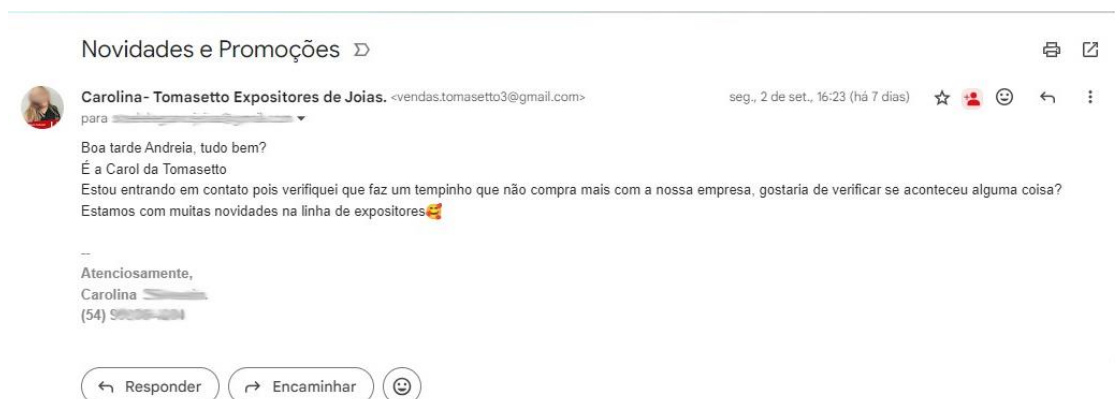 Novidades e Promoções
Carolina- Tomasetto Expositores de Joias. <vendas.tomasetto3@gmail.com>
seg., 2 de set., 16:23 (há 7 dias)
para
Boa tarde Andreia, tudo bem?
É a Carol da Tomasetto
Estou entrando em contato pois verifiquei que faz um tempinho que não compra mais com a nossa empresa, gostaria de verificar se aconteceu alguma coisa?
Estamos com muitas novidades na linha de expositores🥰
--
Atenciosamente,
Carolina
(54)
Responder
Encaminhar